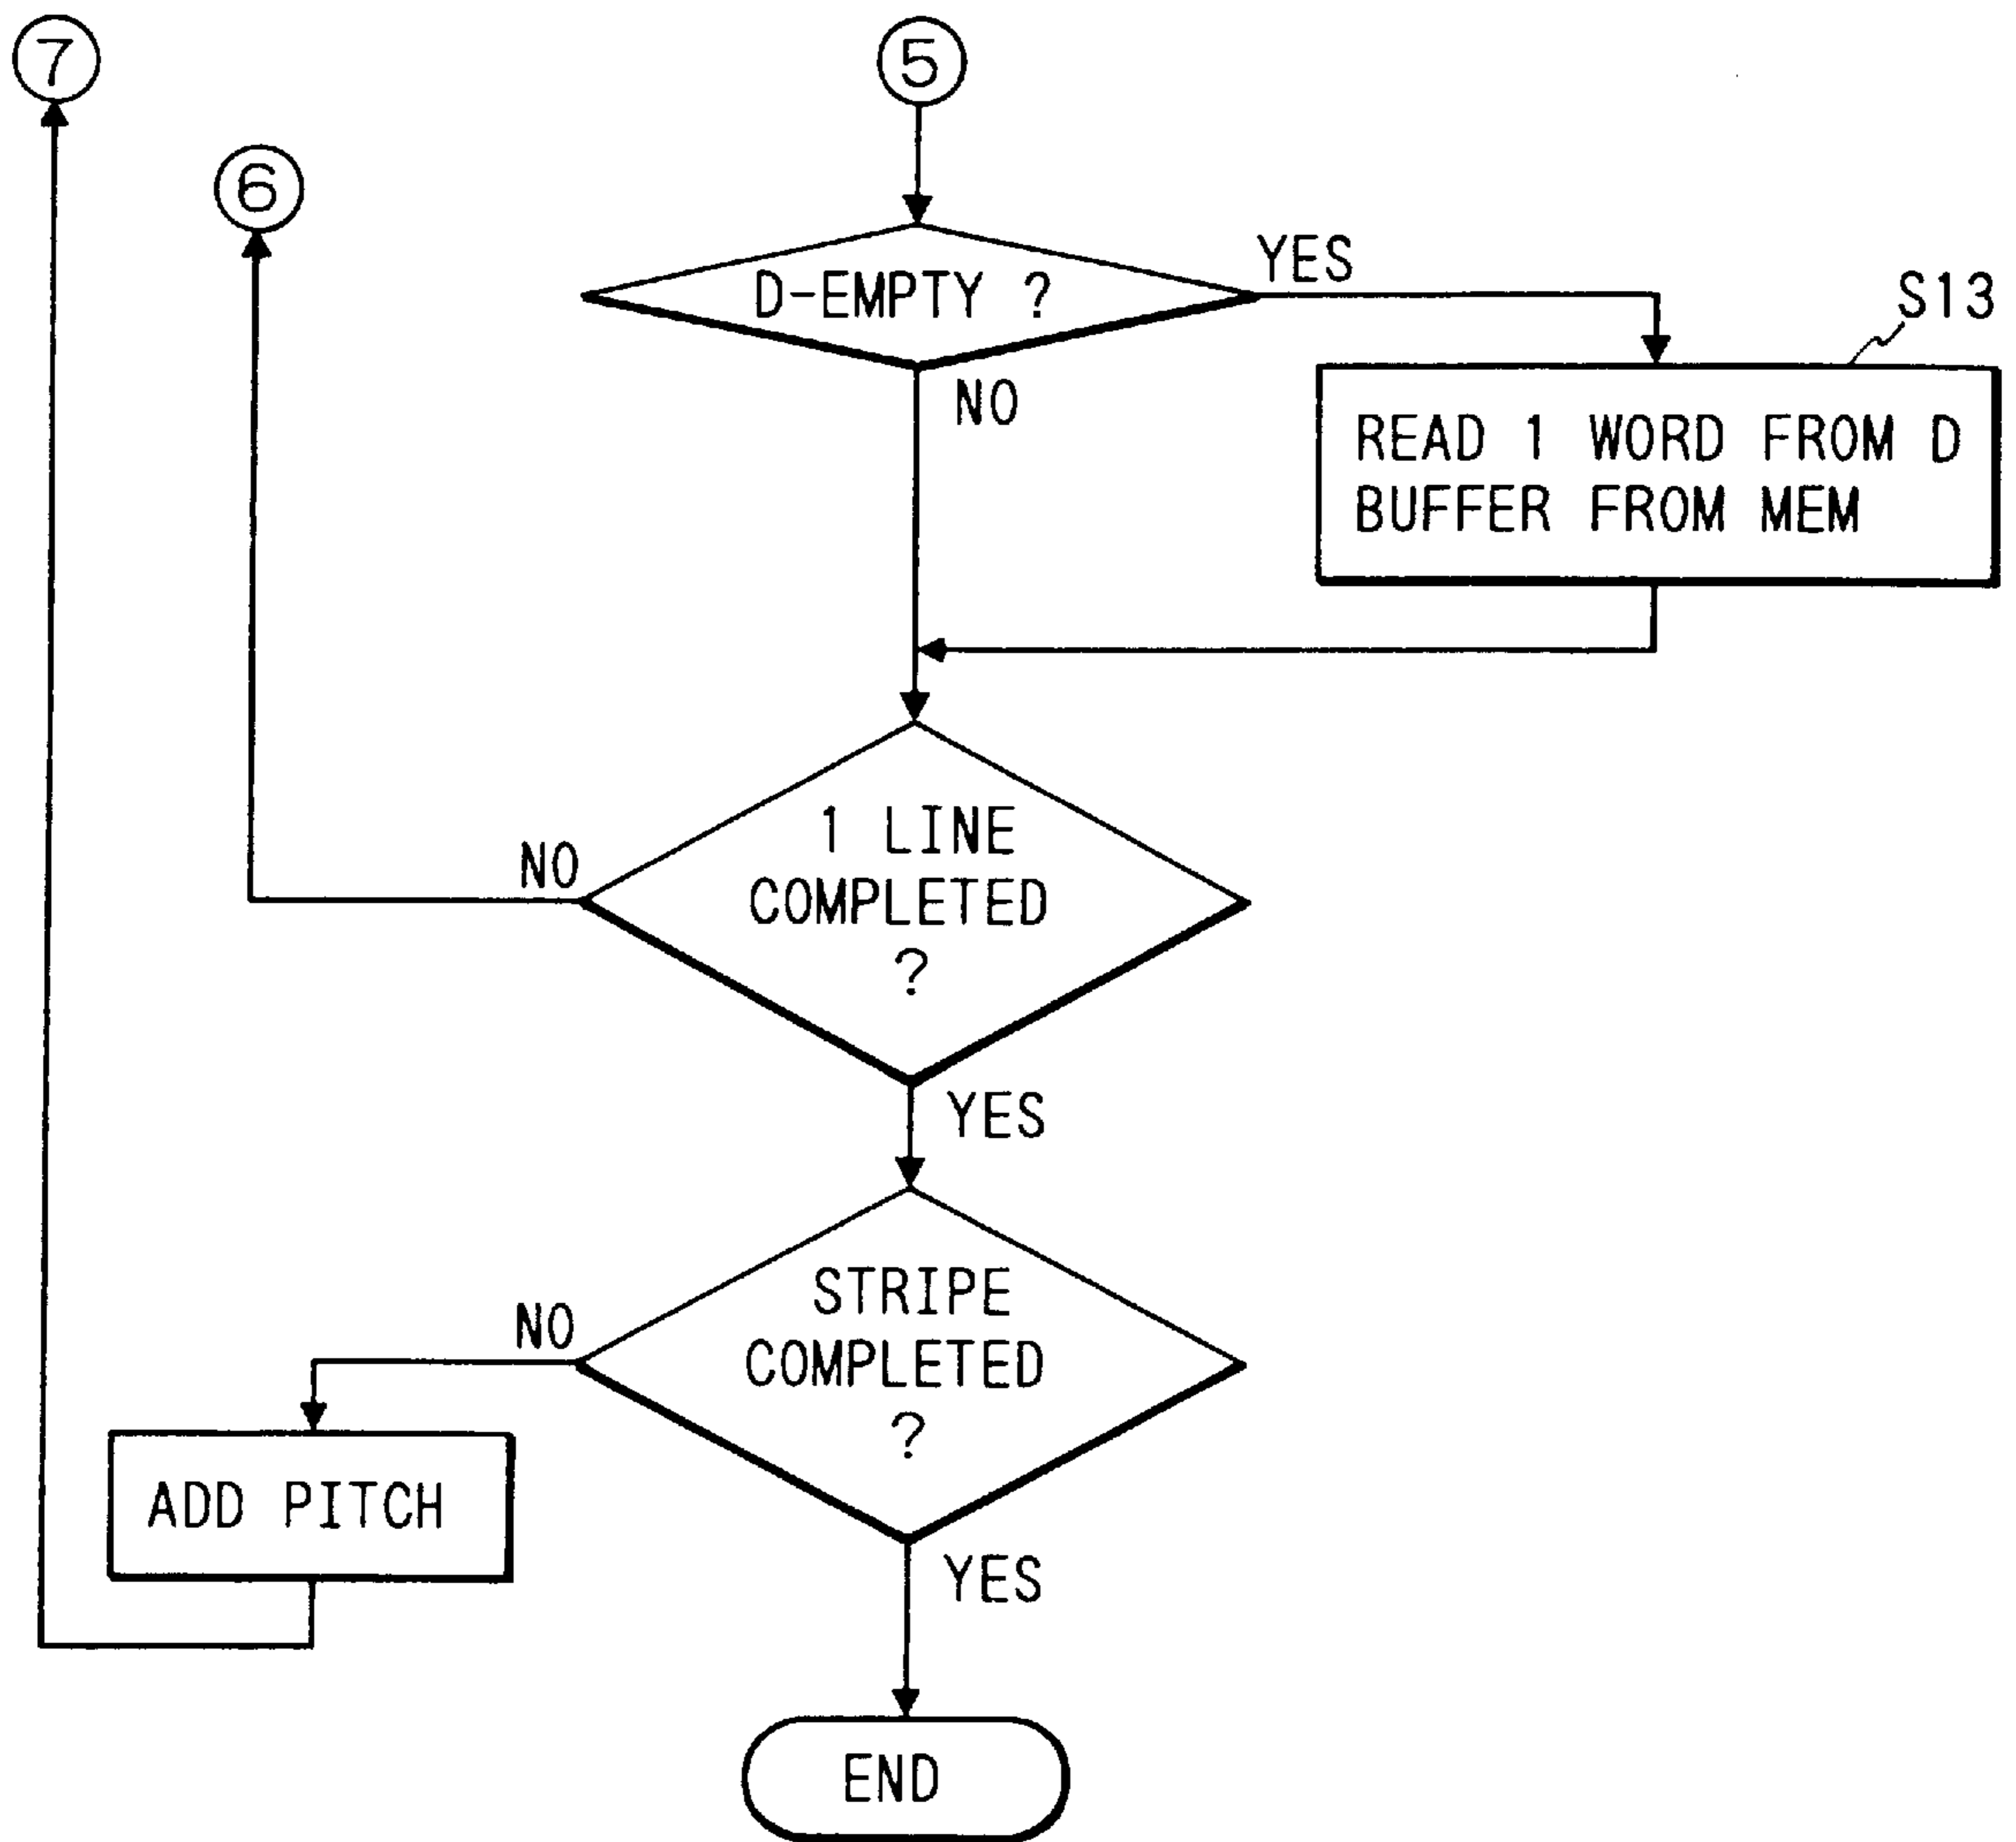 ⑦
⑤
⑥
D-EMPTY ?
YES
S13
NO
READ 1 WORD FROM D
BUFFER FROM MEM
1 LINE
COMPLETED
?
NO
YES
STRIPE
COMPLETED
?
NO
ADD PITCH
YES
END